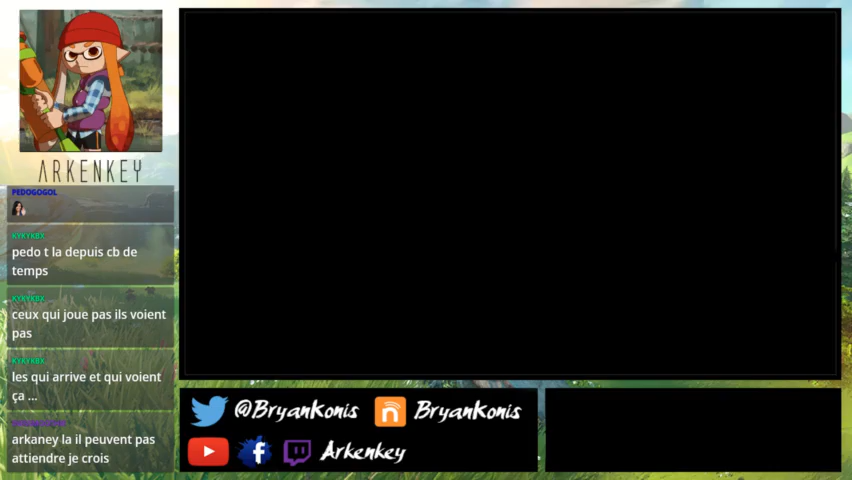 ARKENKEY
PEDOGOGOL
KYKYKBX
pedo t la depuis cb de
temps
KYKYKBX
ceux qui joue pas ils voient
pas
KYKYKBX
les qui arrive et qui voient
ça ...
arkaney la il peuvent pas
attiendre je crois
@BryanKonis
BryanKonis
Arkenkey